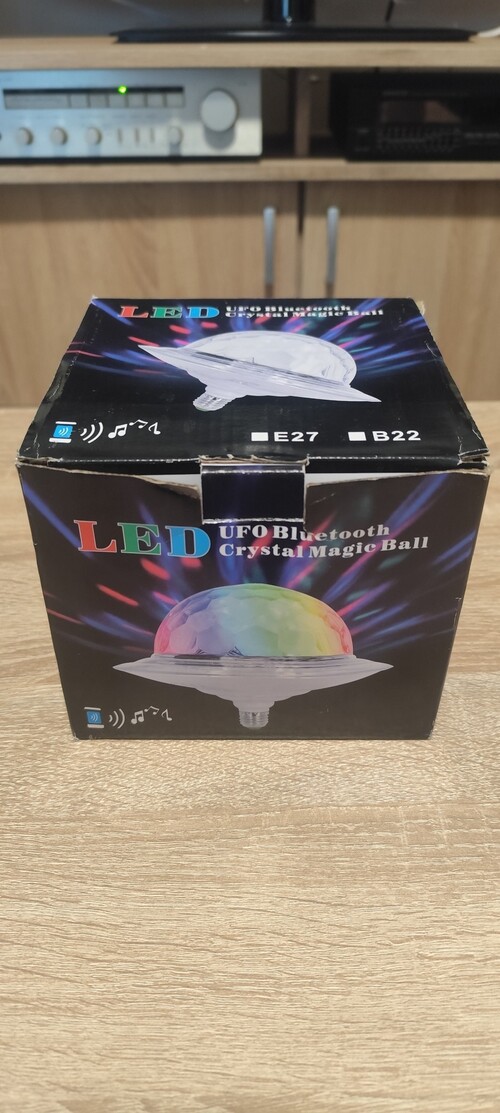 LED UFO Bluetooth
Crystal Magic Ball
E27 B22
LED UFO Bluetooth
Crystal Magic Ball